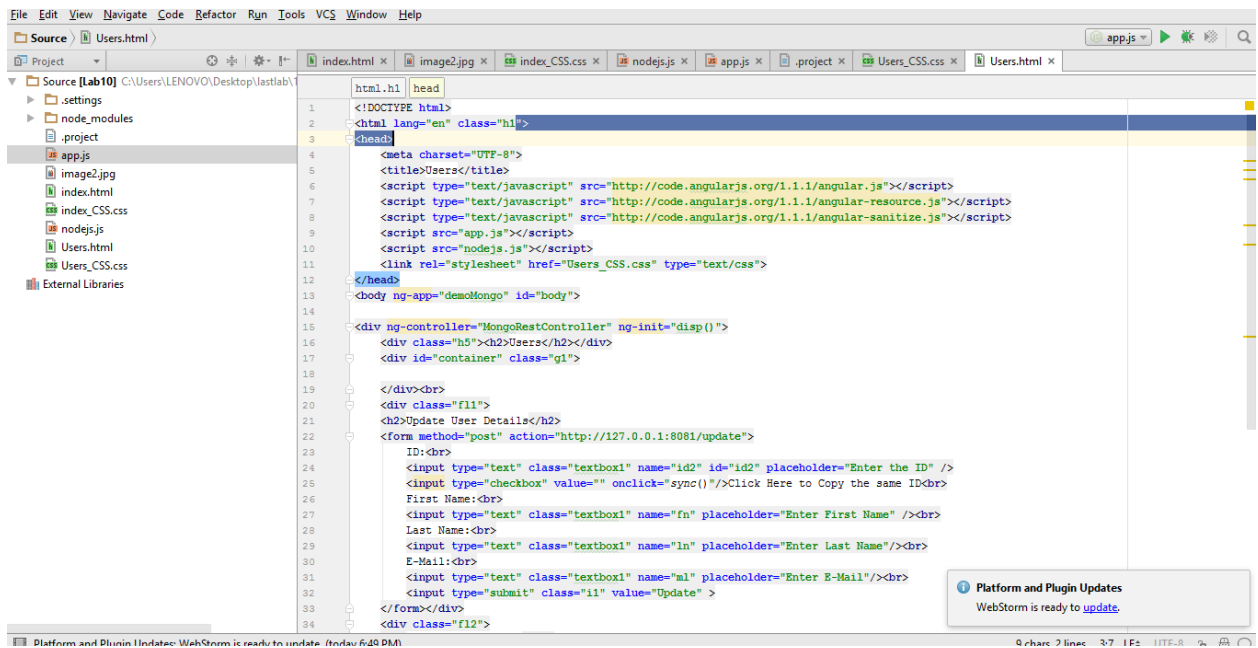 File Edit View Navigate Code Refactor Run Tools VCS Window Help
Source Users.html app.js
Project index.html image2.jpg index_CSS.css nodejs.js app.js .project Users_CSS.css Users.html
Source [Lab10] C:\Users\LENOVO\Desktop\lastlab\1
.settings
node_modules
.project
app.js
image2.jpg
index.html
index_CSS.css
nodejs.js
Users.html
Users_CSS.css
External Libraries
html.h1 head
1 <!DOCTYPE html>
2 <html lang="en" class="h1">
3 <head>
4 <meta charset="UTF-8">
5 <title>Users</title>
6 <script type="text/javascript" src="http://code.angularjs.org/1.1.1/angular.js"></script>
7 <script type="text/javascript" src="http://code.angularjs.org/1.1.1/angular-resource.js"></script>
8 <script type="text/javascript" src="http://code.angularjs.org/1.1.1/angular-sanitize.js"></script>
9 <script src="app.js"></script>
10 <script src="nodejs.js"></script>
11 <link rel="stylesheet" href="Users_CSS.css" type="text/css">
12 </head>
13 <body ng-app="demoMongo" id="body">
14
15 <div ng-controller="MongoRestController" ng-init="disp()">
16 <div class="h5"><h2>Users</h2></div>
17 <div id="container" class="g1">
18
19 </div><br>
20 <div class="fl1">
21 <h2>Update User Details</h2>
22 <form method="post" action="http://127.0.0.1:8081/update">
23 ID:<br>
24 <input type="text" class="textbox1" name="id2" id="id2" placeholder="Enter the ID" />
25 <input type="checkbox" value="" onclick="sync()"/>Click Here to Copy the same ID<br>
26 First Name:<br>
27 <input type="text" class="textbox1" name="fn" placeholder="Enter First Name" /><br>
28 Last Name:<br>
29 <input type="text" class="textbox1" name="ln" placeholder="Enter Last Name"/><br>
30 E-Mail:<br>
31 <input type="text" class="textbox1" name="ml" placeholder="Enter E-Mail"/><br>
32 <input type="submit" class="i1" value="Update" >
33 </form></div>
34 <div class="fl2">
Platform and Plugin Updates
WebStorm is ready to update.
Platform and Plugin Updates: WebStorm is ready to update. (today 6:49 PM) 9 chars, 2 lines 3:7 LF UTF-8